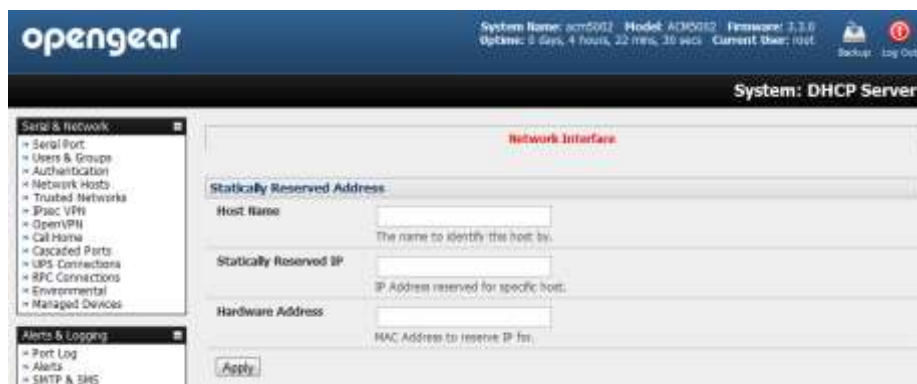 opengear
System Name: acm5002 Model: ACM5002 Firmware: 3.3.0
Uptime: 0 days, 4 hours, 22 mins, 30 secs Current User: root
Backup
Log Out
System: DHCP Server
Serial & Network
Serial Port
Users & Groups
Authentication
Network Hosts
Trusted Networks
IPsec VPN
OpenVPN
Call Home
Cascaded Ports
UPS Connections
RPC Connections
Environmental
Managed Devices
Alerts & Logging
Port Log
Alerts
SMTP & SMS
Network Interface
Statically Reserved Address
Host Name
The name to identify this host by.
Statically Reserved IP
IP Address reserved for specific host.
Hardware Address
MAC Address to reserve IP for.
Apply